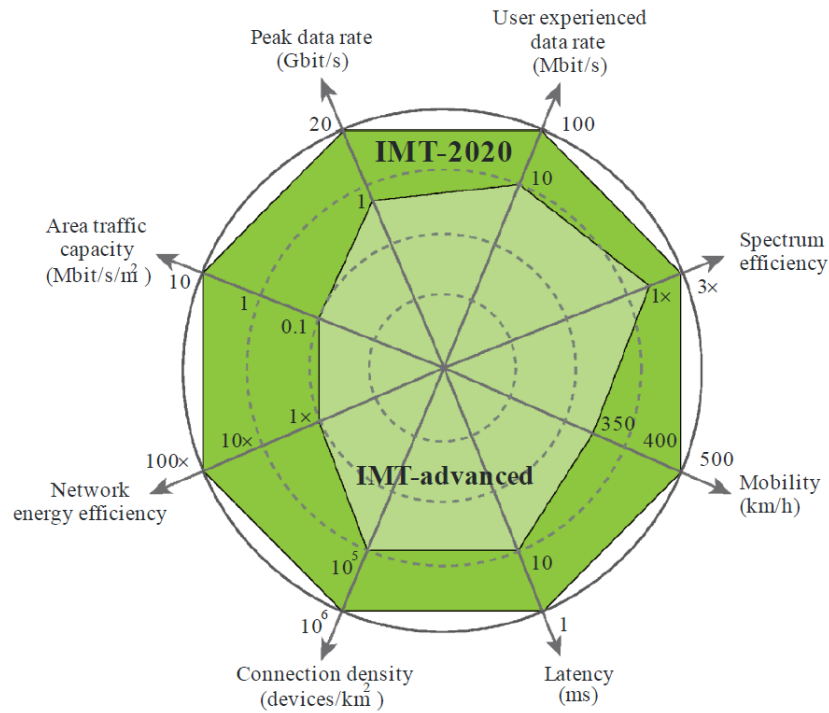 Peak data rate
(Gbit/s)
User experienced
data rate
(Mbit/s)
20
100
IMT-2020
1
10
Area traffic
capacity
(Mbit/s/m²)
10
1
0.1
Spectrum
efficiency
1×
3×
1×
10×
100×
Network
energy efficiency
350
400
500
Mobility
(km/h)
IMT-advanced
10⁵
10⁶
10
1
Connection density
(devices/km²)
Latency
(ms)